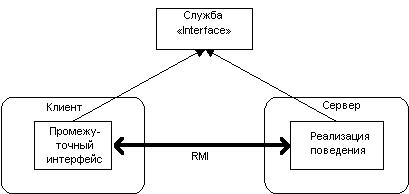 Служба
«Interface»
Клиент
Сервер
Промежу-
точный
интерфейс
RMI
Реализация
поведения